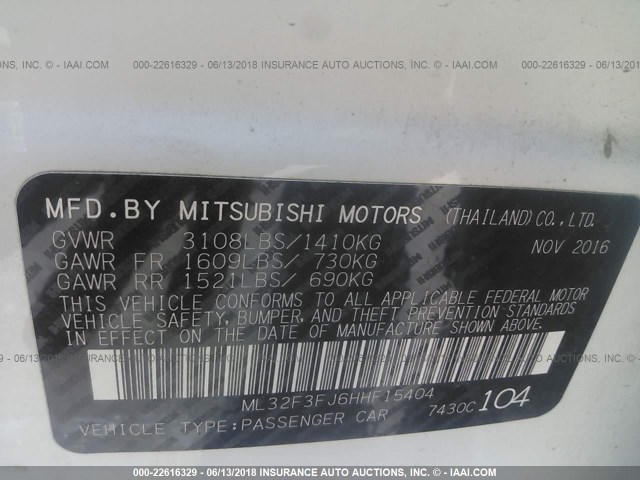 000-22616329 - 06/13/2018 INSURANCE AUTO AUCTIONS, INC. - © IAAI.COM
MFD.BY MITSUBISHI MOTORS (THAILAND)CO.,LTD.
GVWR 3108LBS/1410KG NOV 2016
GAWR FR 1609LBS/ 730KG
GAWR RR 1521LBS/ 690KG
THIS VEHICLE CONFORMS TO ALL APPLICABLE FEDERAL MOTOR
VEHICLE SAFETY, BUMPER, AND THEFT PREVENTION STANDARDS
IN EFFECT ON THE DATE OF MANUFACTURE SHOWN ABOVE.
000-22616329 - 06/13/2018 INSURANCE AUTO AUCTIONS, INC. - © IAAI.COM
ML32F3FJ6HHF15404
7430C 104
VEHICLE TYPE:PASSENGER CAR
000-22616329 - 06/13/2018 INSURANCE AUTO AUCTIONS, INC. - © IAAI.COM